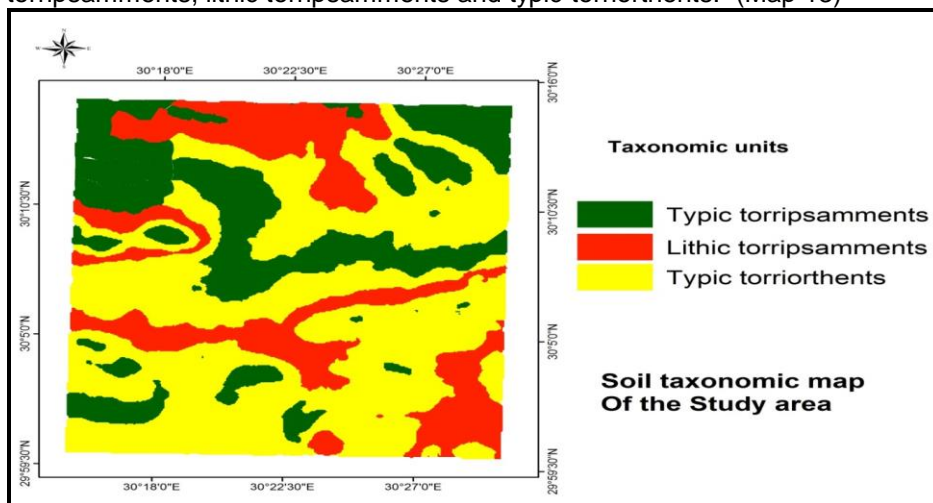 torripsamments, lithic torripsamments and typic torriorthents. (Map 18)
N
W E
S
30°18'0"E 30°22'30"E 30°27'0"E
30°16'0"N
30°10'30"N 30°10'30"N
30°5'0"N 30°5'0"N
29°59'30"N 29°59'30"N
30°18'0"E 30°22'30"E 30°27'0"E
Taxonomic units
Typic torripsamments
Lithic torripsamments
Typic torriorthents
Soil taxonomic map
Of the Study area